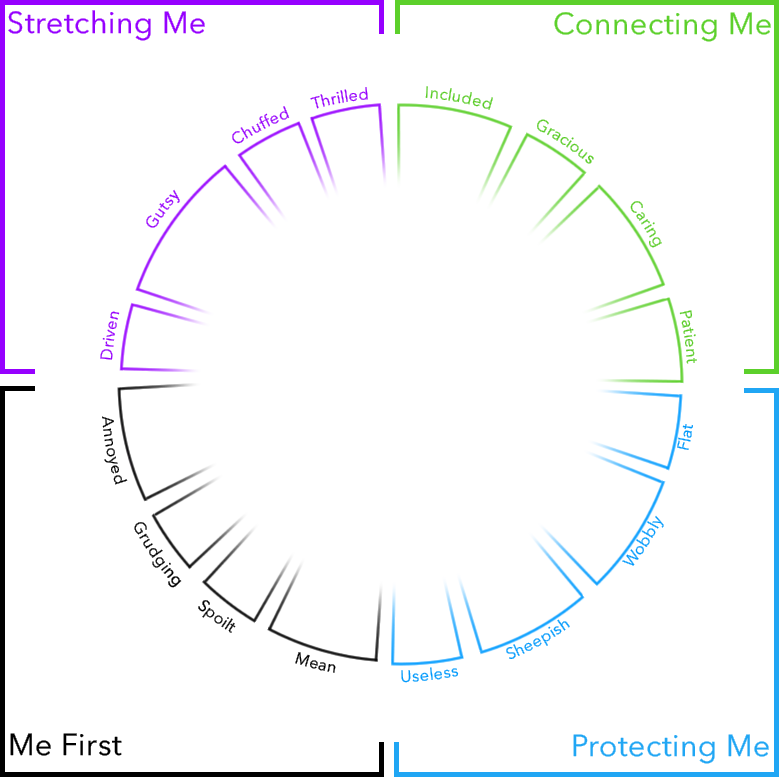 Stretching Me
Connecting Me
Thrilled
Included
Chuffed
Gracious
Gutsy
Caring
Driven
Patient
Annoyed
Flat
Grudging
Wobbly
Spoilt
Sheepish
Mean
Useless
Me First
Protecting Me